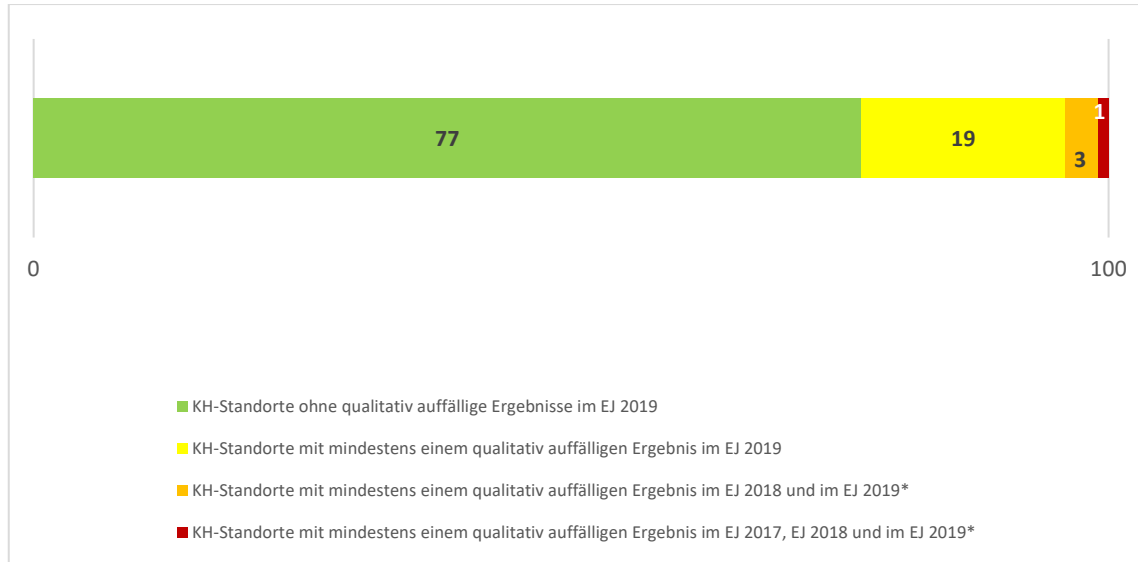 77
19
3
1
0
100
KH-Standorte ohne qualitativ auffällige Ergebnisse im EJ 2019
KH-Standorte mit mindestens einem qualitativ auffälligen Ergebnis im EJ 2019
KH-Standorte mit mindestens einem qualitativ auffälligen Ergebnis im EJ 2018 und im EJ 2019*
KH-Standorte mit mindestens einem qualitativ auffälligen Ergebnis im EJ 2017, EJ 2018 und im EJ 2019*